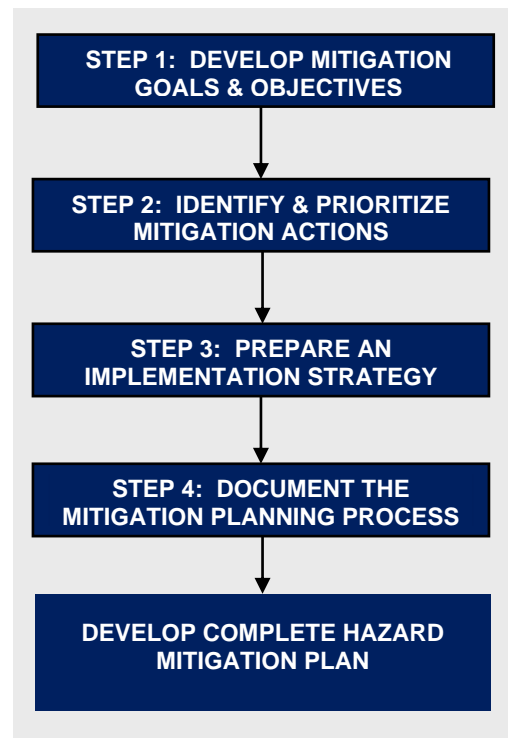 STEP 1: DEVELOP MITIGATION
GOALS & OBJECTIVES
STEP 2: IDENTIFY & PRIORITIZE
MITIGATION ACTIONS
STEP 3: PREPARE AN
IMPLEMENTATION STRATEGY
STEP 4: DOCUMENT THE
MITIGATION PLANNING PROCESS
DEVELOP COMPLETE HAZARD
MITIGATION PLAN